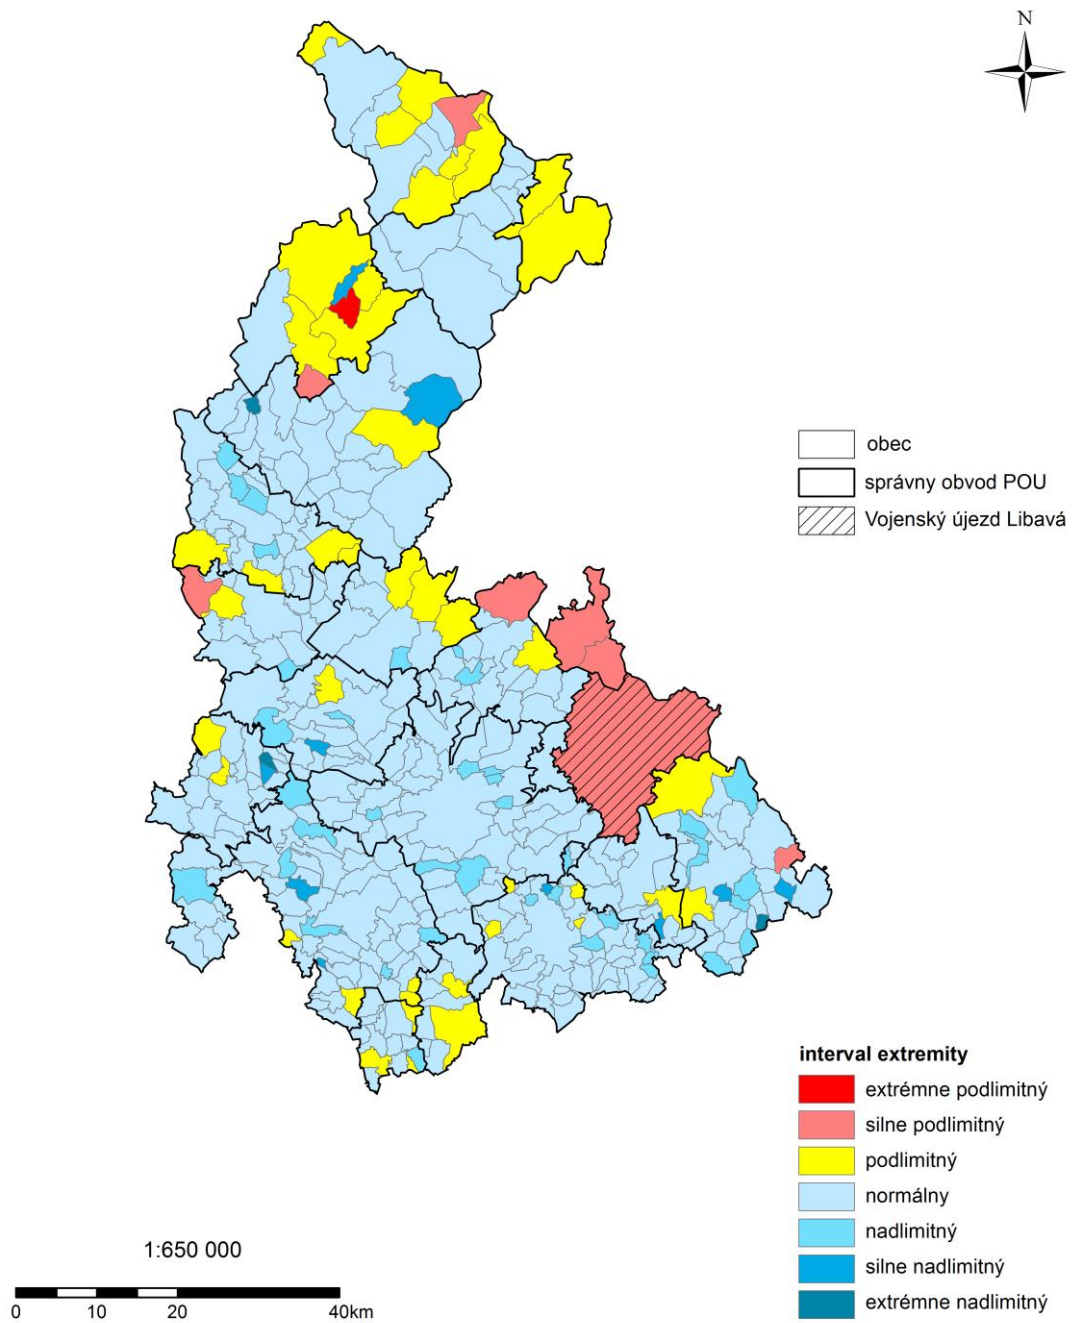 N
obec
správny obvod POU
Vojenský újezd Libavá
interval extremity
extrémne podlimitný
silne podlimitný
podlimitný
normálny
nadlimitný
silne nadlimitný
extrémne nadlimitný
1:650 000
0 10 20 40km